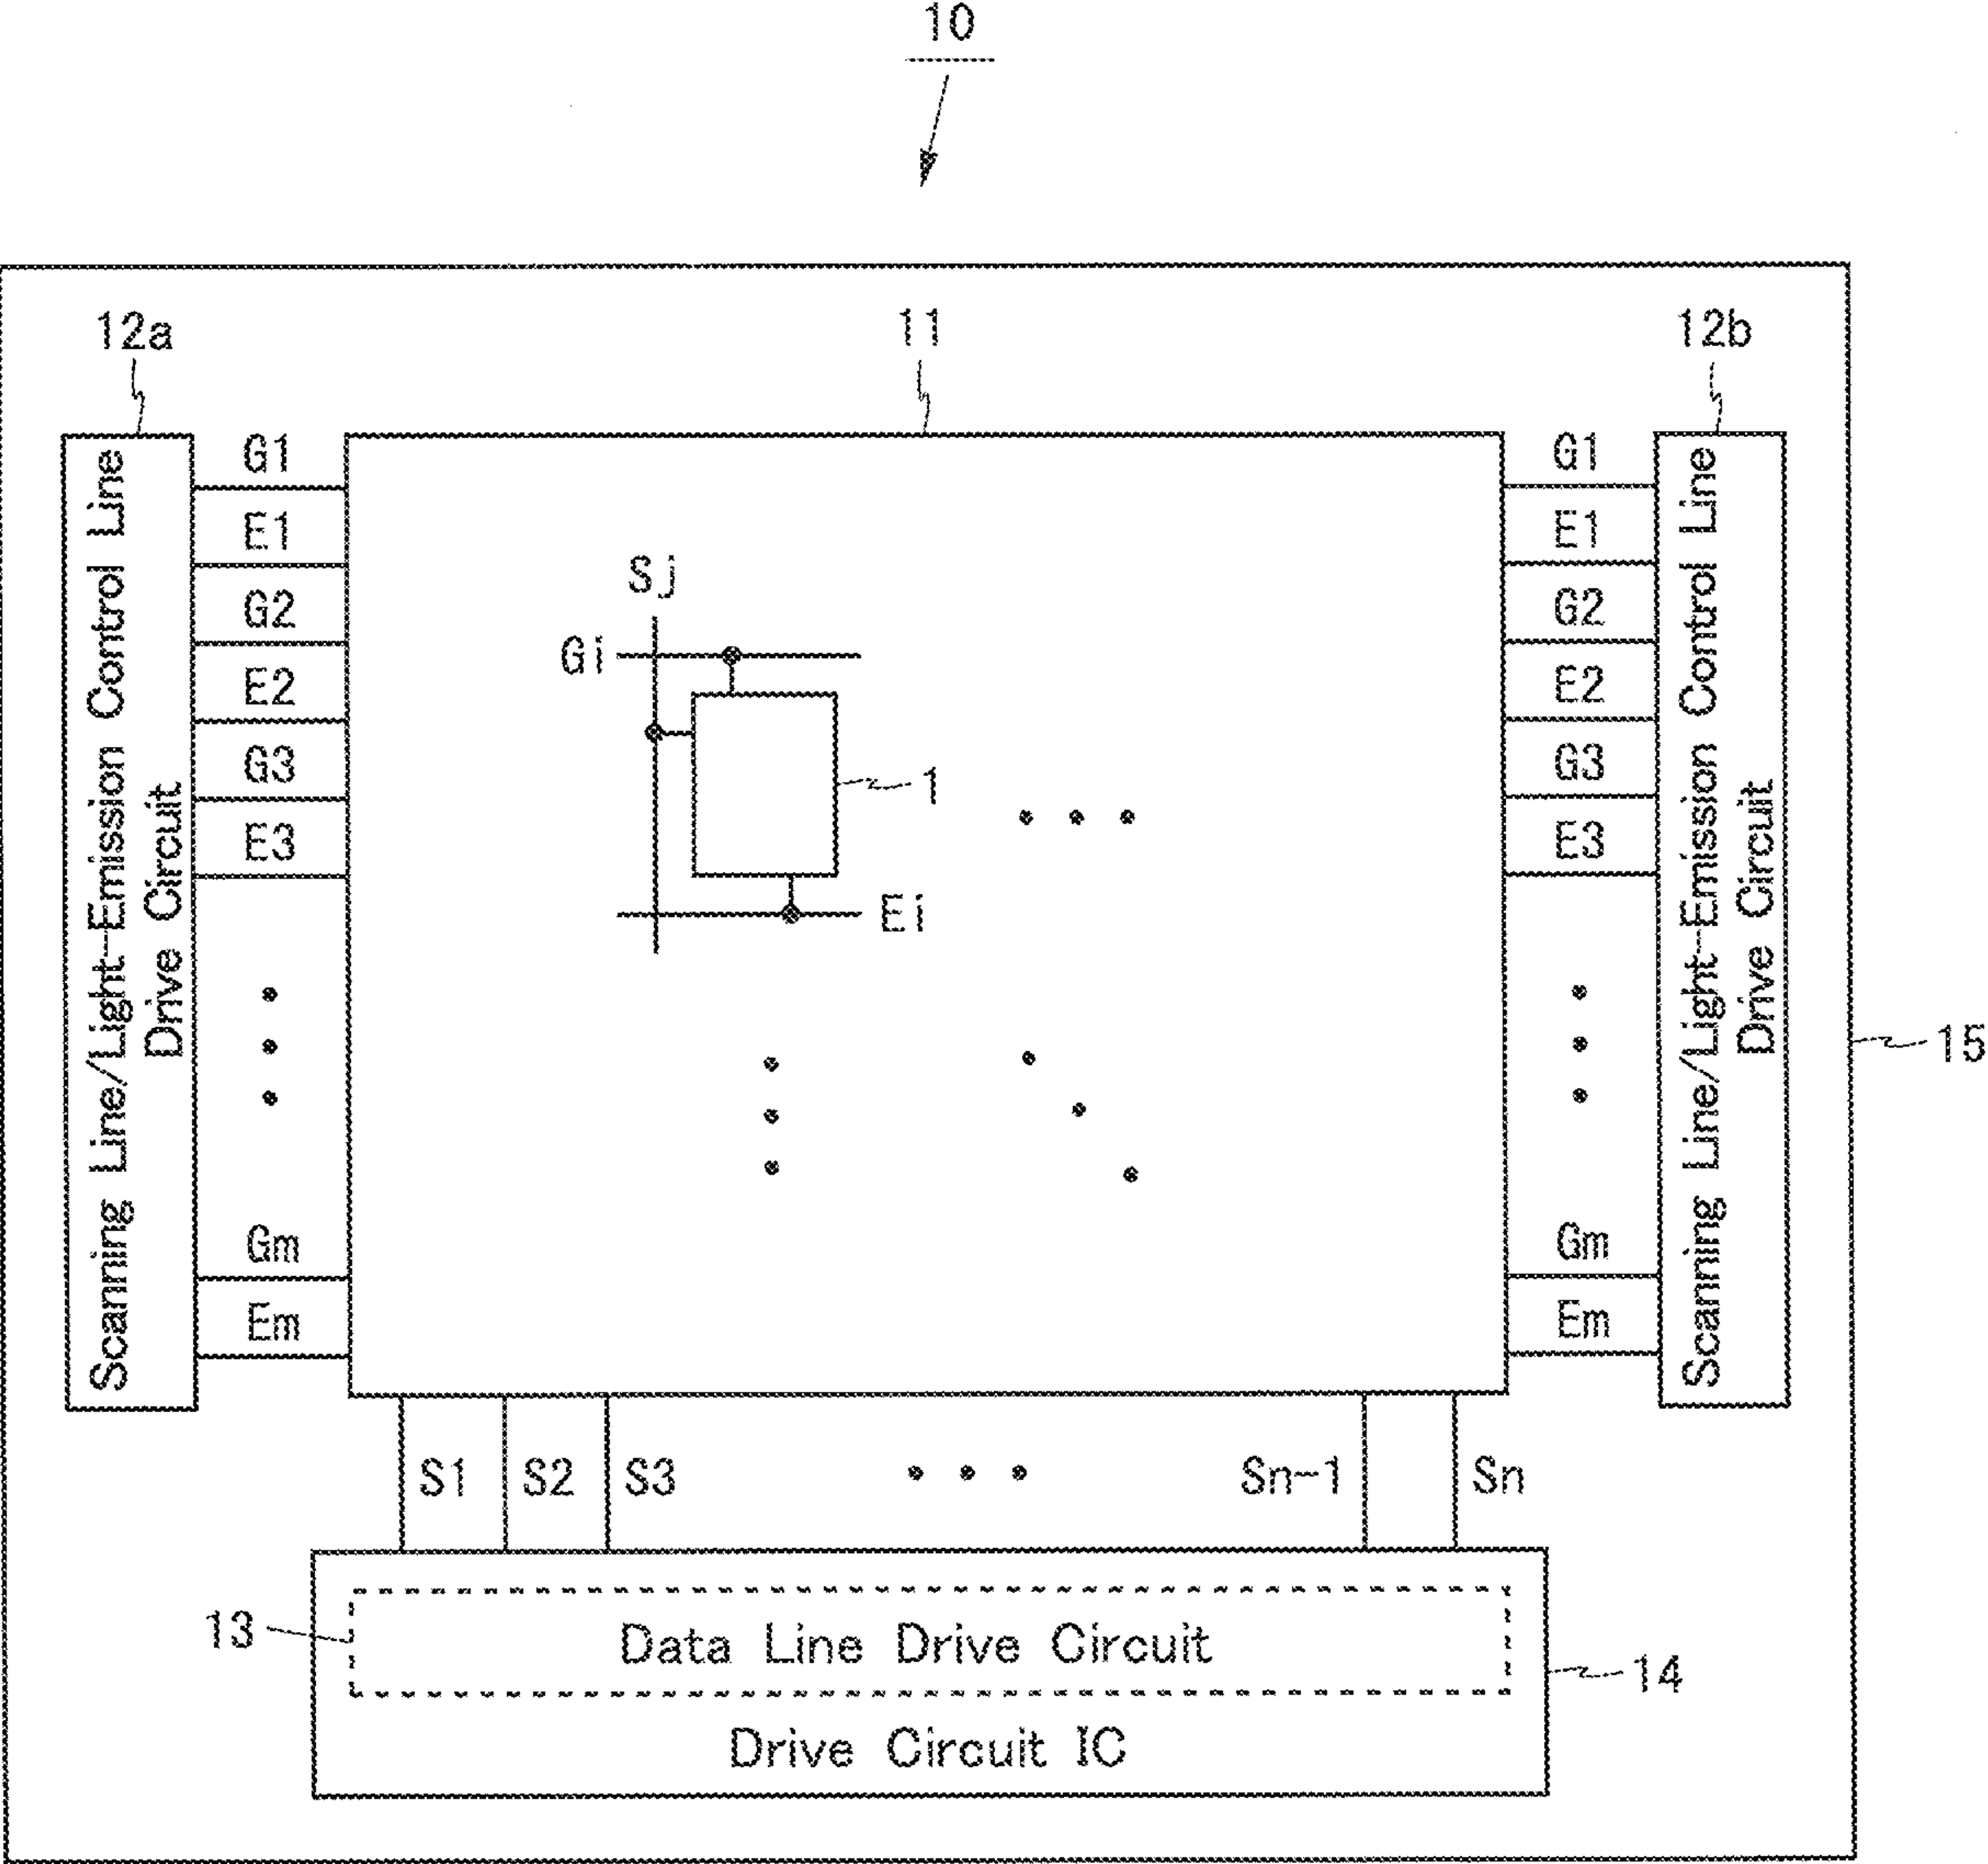 10
12a
11
12b
G1
E1
G2
E2
G3
E3
Gm
Em
Scanning Line/Light-Emission Control Line
Drive Circuit
Sj
Gi
1
Ei
G1
E1
G2
E2
G3
E3
Gm
Em
Scanning Line/Light-Emission Control Line
Drive Circuit
15
S1
S2
S3
Sn-1
Sn
13
Data Line Drive Circuit
14
Drive Circuit IC